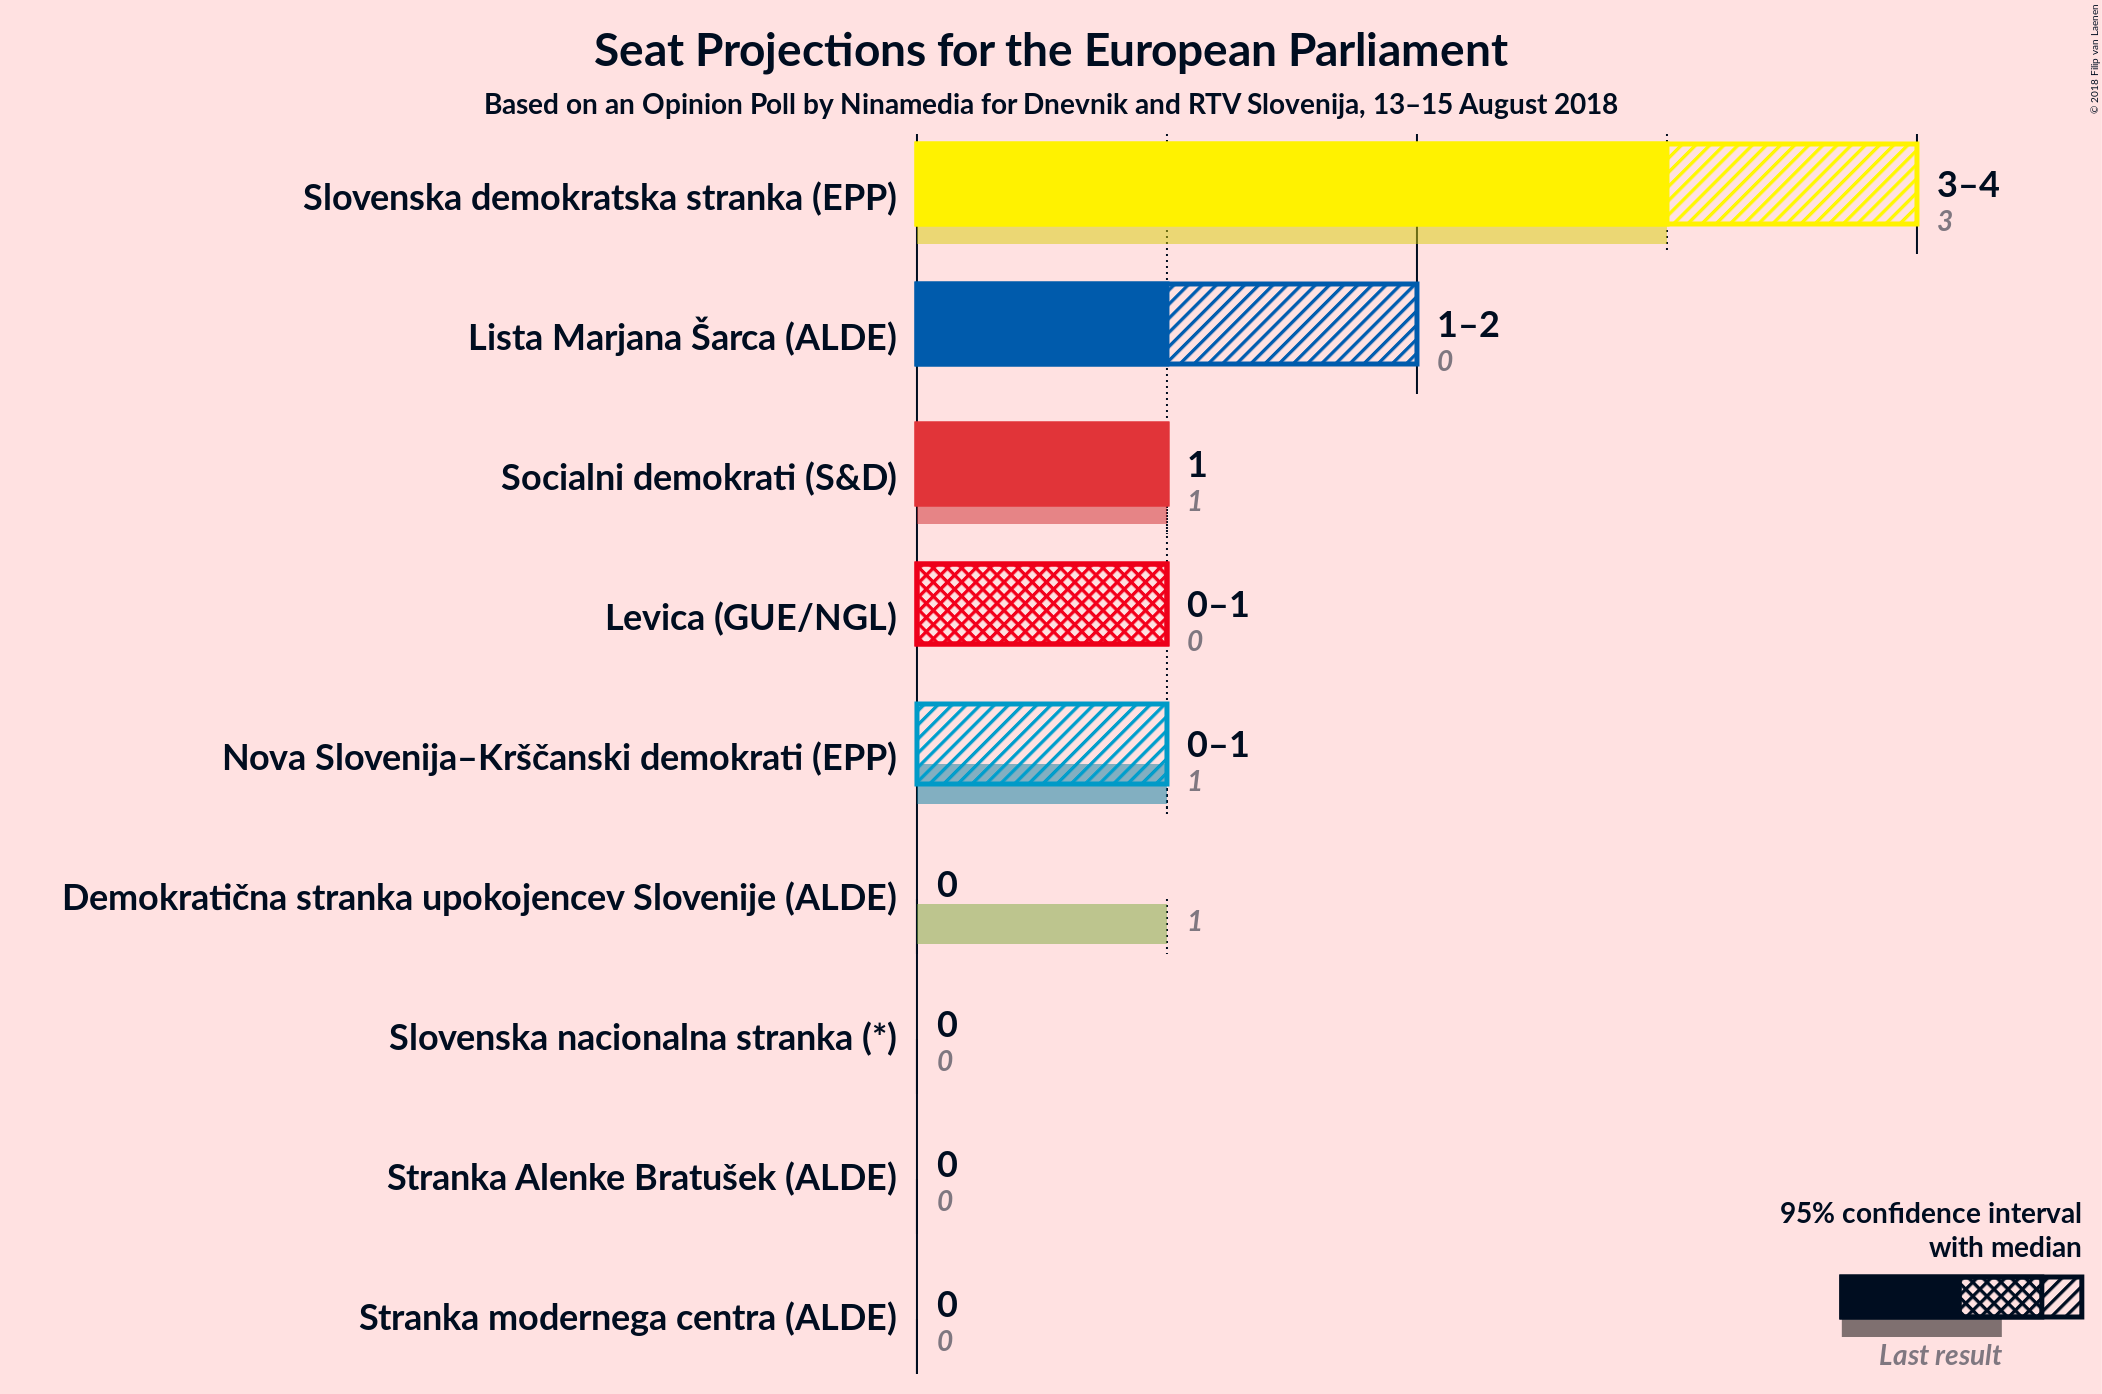 Seat Projections for the European Parliament
Based on an Opinion Poll by Ninamedia for Dnevnik and RTV Slovenija, 13–15 August 2018
© 2018 Filip van Laenen
Slovenska demokratska stranka (EPP)
3–4
3
Lista Marjana Šarca (ALDE)
1–2
0
Socialni demokrati (S&D)
1
1
Levica (GUE/NGL)
0–1
0
Nova Slovenija–Krščanski demokrati (EPP)
0–1
1
Demokratična stranka upokojencev Slovenije (ALDE)
0
1
Slovenska nacionalna stranka (*)
0
0
Stranka Alenke Bratušek (ALDE)
0
0
Stranka modernega centra (ALDE)
0
0
95% confidence interval
with median
Last result